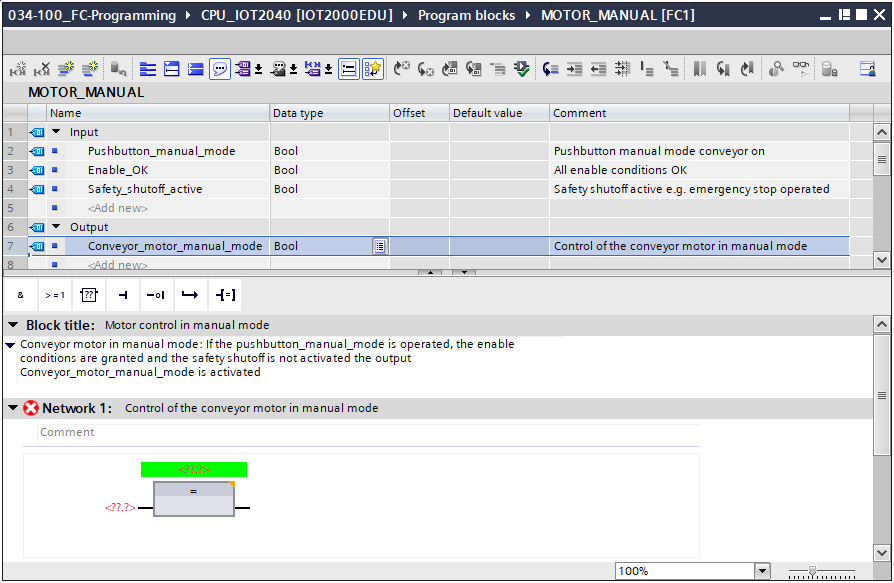 034-100_FC-Programming › CPU_IOT2040 [IOT2000EDU] › Program blocks › MOTOR_MANUAL [FC1]
MOTOR_MANUAL
Name Data type Offset Default value Comment
1 Input
2 Pushbutton_manual_mode Bool Pushbutton manual mode conveyor on
3 Enable_OK Bool All enable conditions OK
4 Safety_shutoff_active Bool Safety shutoff active e.g. emergency stop operated
5 <Add new>
6 Output
7 Conveyor_motor_manual_mode Bool Control of the conveyor motor in manual mode
8 <Add new>
& >=1 ?? -| -o| [=]
Block title: Motor control in manual mode
Conveyor motor in manual mode: If the pushbutton_manual_mode is operated, the enable
conditions are granted and the safety shutoff is not activated the output
Conveyor_motor_manual_mode is activated
Network 1: Control of the conveyor motor in manual mode
Comment
<??.?>
=
<??.?>
100%